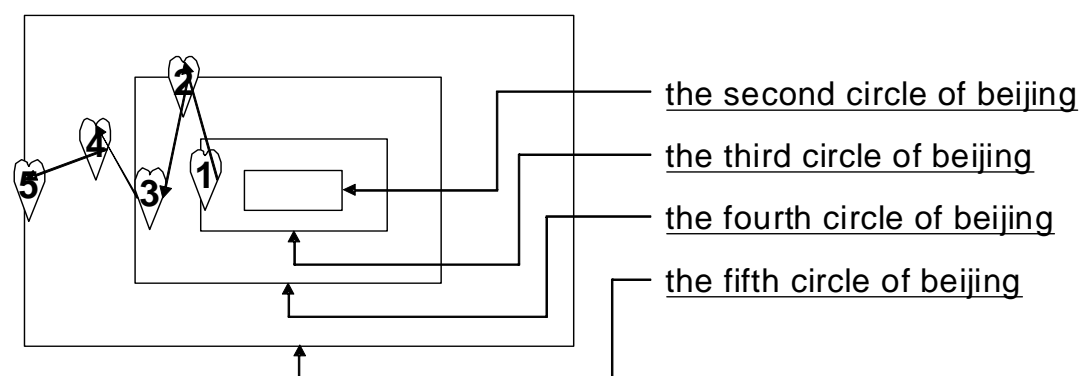 2
the second circle of beijing
4
1
the third circle of beijing
5
3
the fourth circle of beijing
the fifth circle of beijing